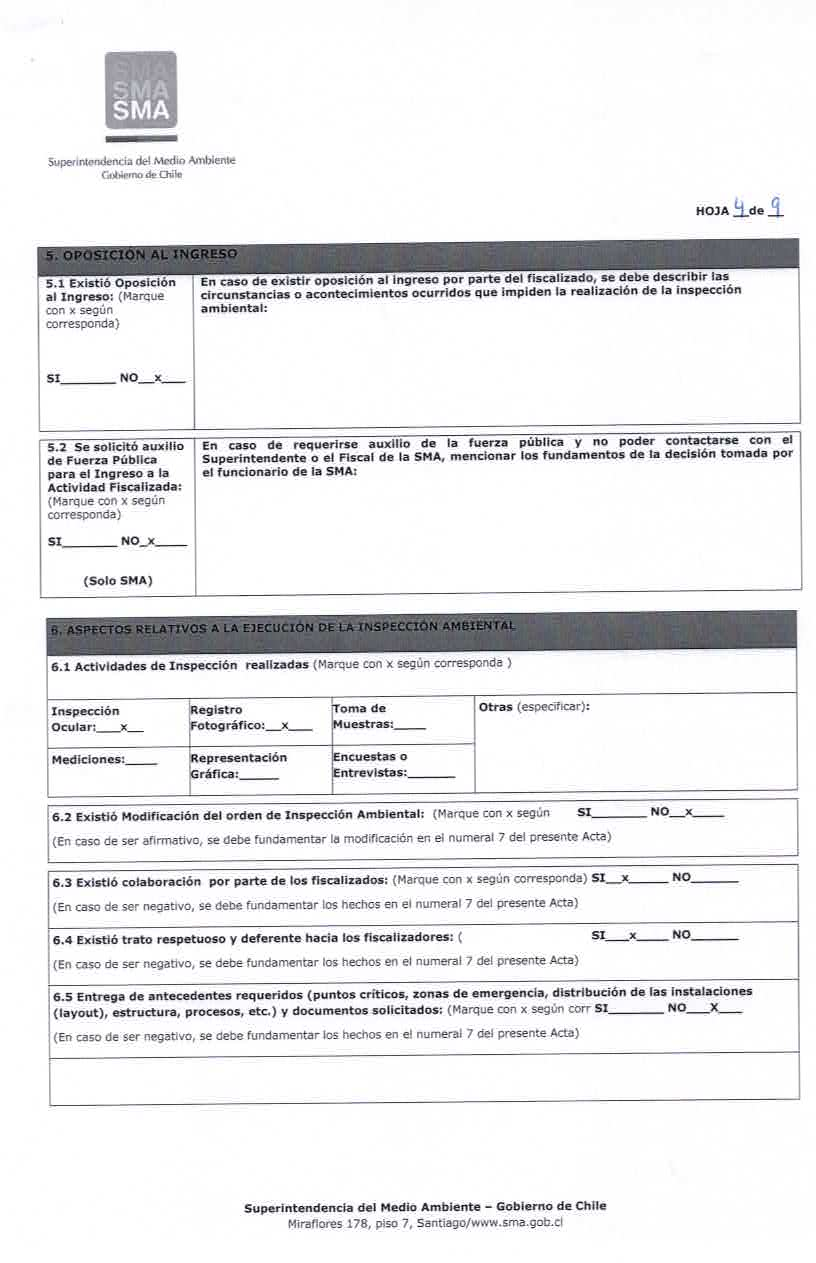 SMA
SMA
SMA
Superintendencia del Medio Ambiente
Gobierno de Chile
HOJA 4 de 9
5. OPOSICIÓN AL INGRESO
5.1 Existió Oposición
al Ingreso: (Marque
con x según
corresponda)
SI________ NO__x____
En caso de existir oposición al ingreso por parte del fiscalizado, se debe describir las
circunstancias o acontecimientos ocurridos que impiden la realización de la inspección
ambiental:
5.2 Se solicitó auxilio
de Fuerza Pública
para el Ingreso a la
Actividad Fiscalizada:
(Marque con x según
corresponda)
SI________ NO_x_____
(Solo SMA)
En caso de requerirse auxilio de la fuerza pública y no poder contactarse con el
Superintendente o el Fiscal de la SMA, mencionar los fundamentos de la decisión tomada por
el funcionario de la SMA:
6. ASPECTOS RELATIVOS A LA EJECUCIÓN DE LA INSPECCIÓN AMBIENTAL
6.1 Actividades de Inspección realizadas (Marque con x según corresponda )
Inspección
Ocular:____x___
Registro
Fotográfico:__x____
Toma de
Muestras:_____
Otras (especificar):
Mediciones:_____
Representación
Gráfica:______
Encuestas o
Entrevistas:_______
6.2 Existió Modificación del orden de Inspección Ambiental: (Marque con x según SI________ NO__x_____
(En caso de ser afirmativo, se debe fundamentar la modificación en el numeral 7 del presente Acta)
6.3 Existió colaboración por parte de los fiscalizados: (Marque con x según corresponda) SI__x______ NO_______
(En caso de ser negativo, se debe fundamentar los hechos en el numeral 7 del presente Acta)
6.4 Existió trato respetuoso y deferente hacia los fiscalizadores: ( SI____x_____ NO_______
(En caso de ser negativo, se debe fundamentar los hechos en el numeral 7 del presente Acta)
6.5 Entrega de antecedentes requeridos (puntos críticos, zonas de emergencia, distribución de las instalaciones
(layout), estructura, procesos, etc.) y documentos solicitados: (Marque con x según corr SI________ NO____X___
(En caso de ser negativo, se debe fundamentar los hechos en el numeral 7 del presente Acta)
Superintendencia del Medio Ambiente – Gobierno de Chile
Miraflores 178, piso 7, Santiago/www.sma.gob.cl